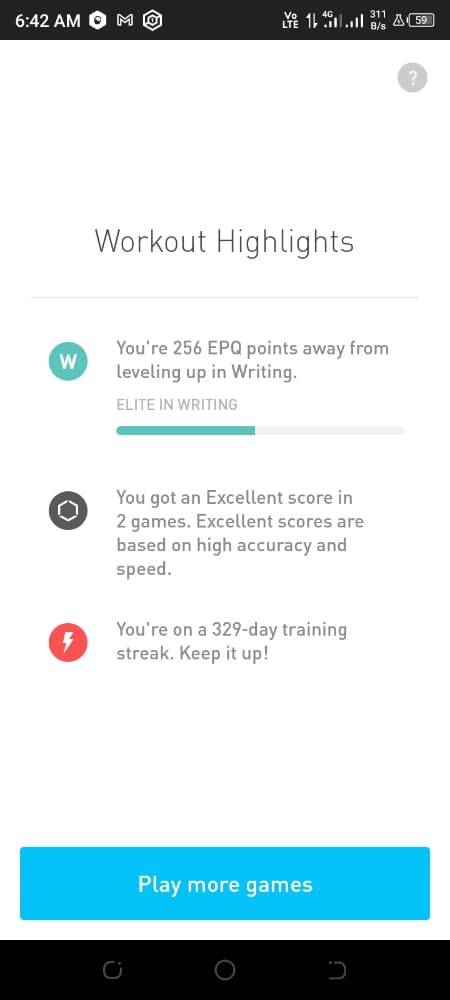 6:42 AM Vo LTE 4G 311 B/s 59
?
Workout Highlights
W
You're 256 EPQ points away from
leveling up in Writing.
ELITE IN WRITING
You got an Excellent score in
2 games. Excellent scores are
based on high accuracy and
speed.
You're on a 329-day training
streak. Keep it up!
Play more games